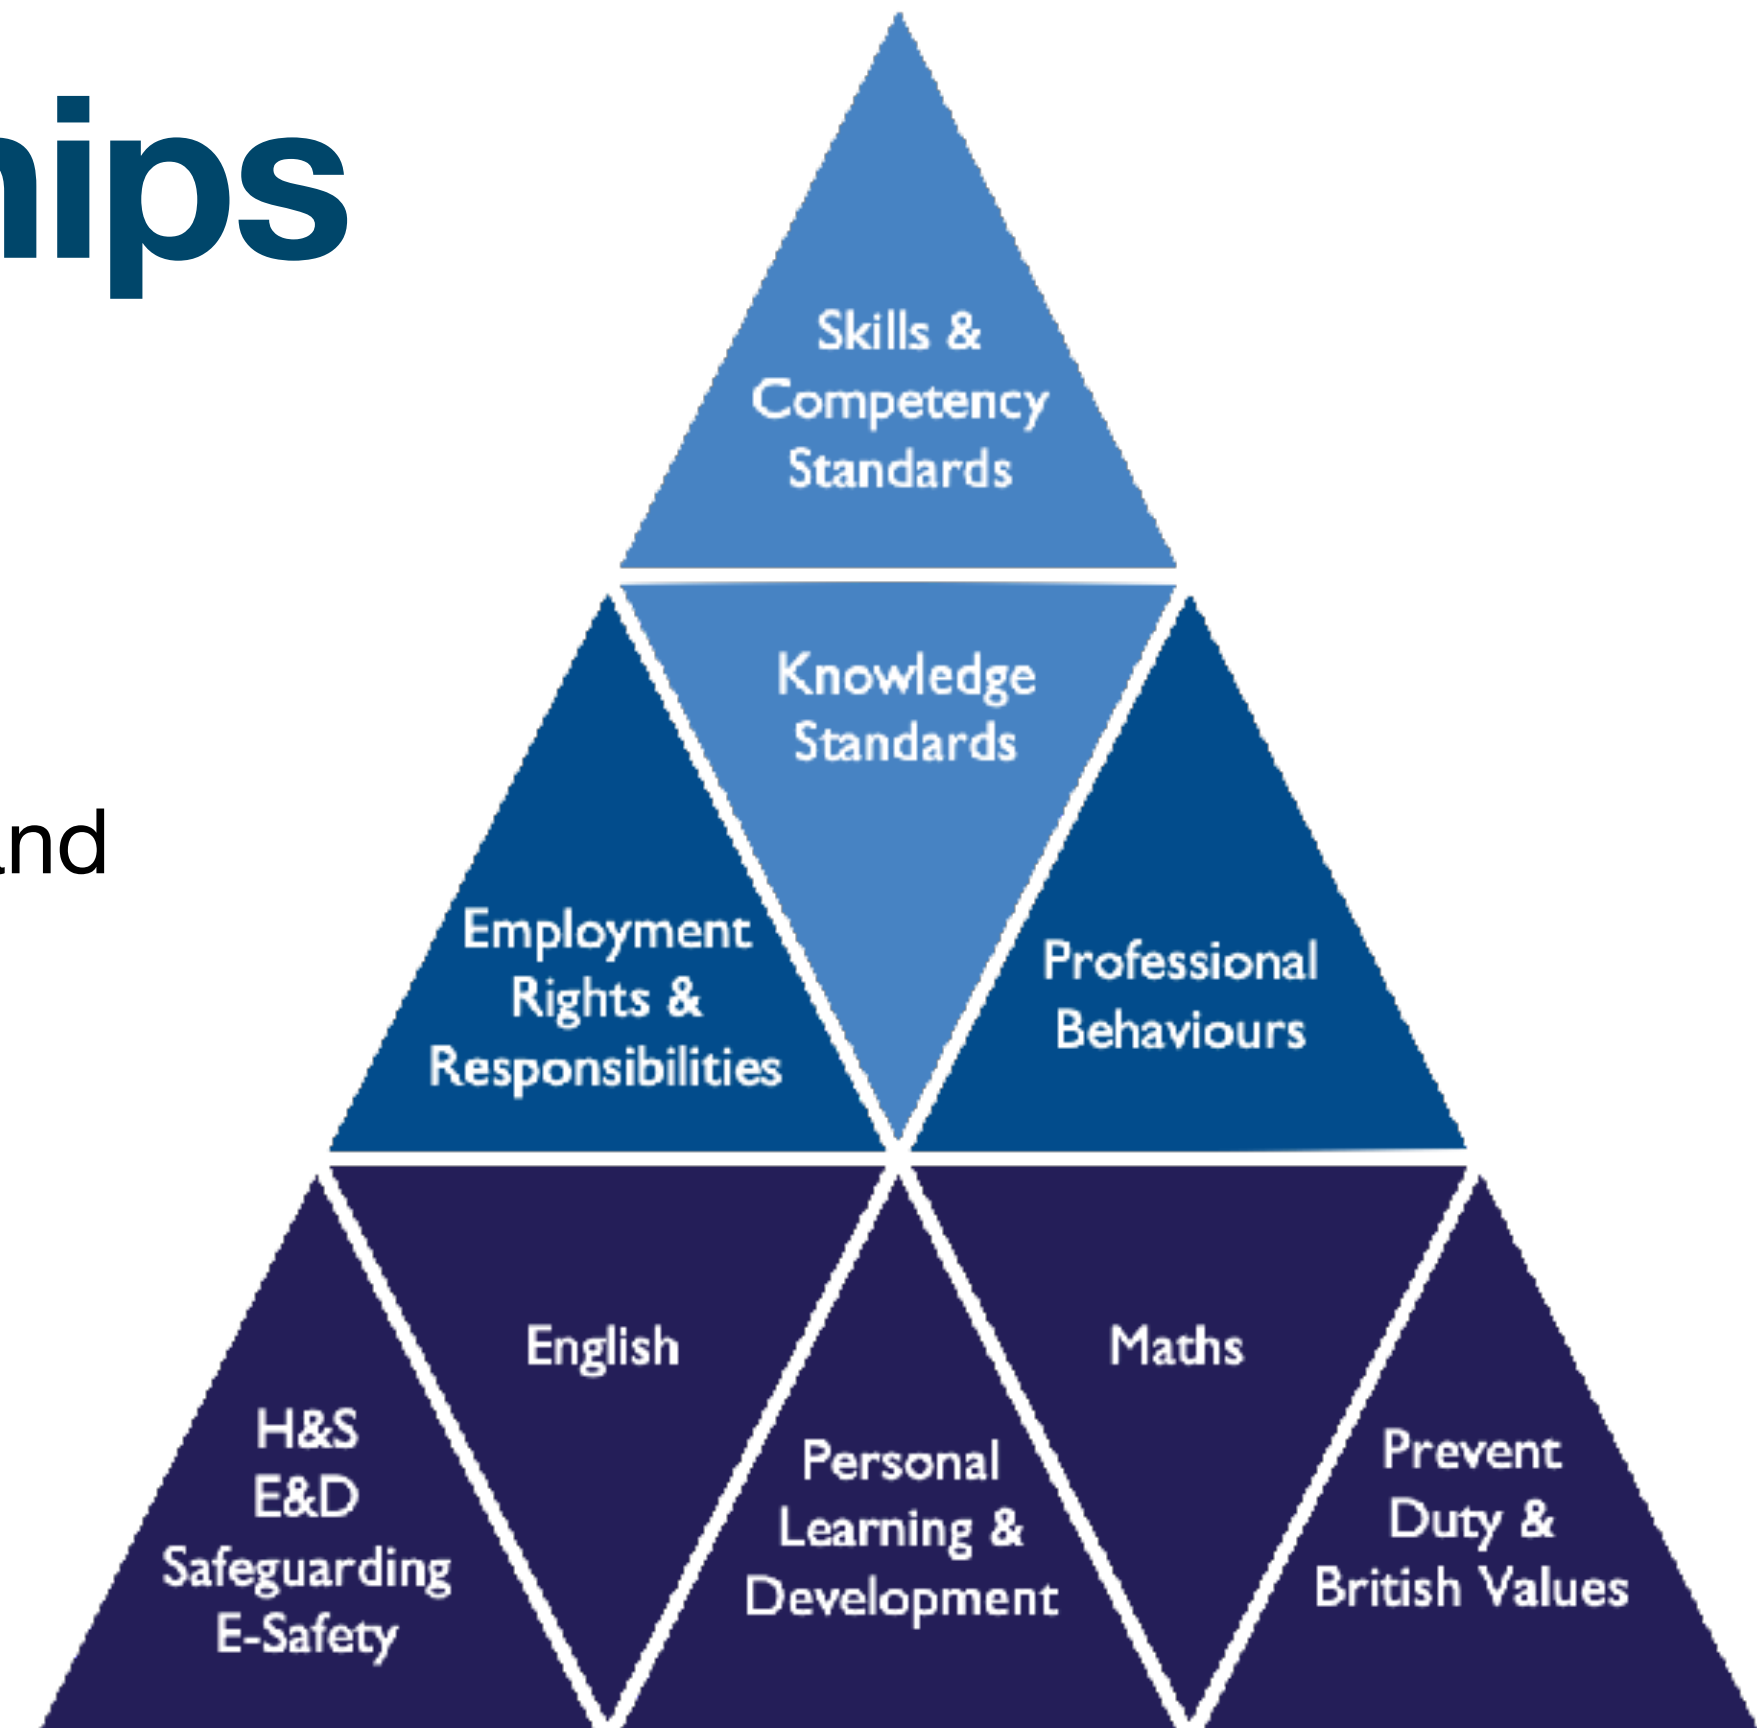 hips
Skills &
Competency
Standards
Knowledge
Standards
and
Employment
Rights &
Responsibilities
Professional
Behaviours
English
Maths
H&S
E&D
Safeguarding
E-Safety
Personal
Learning &
Development
Prevent
Duty &
British Values